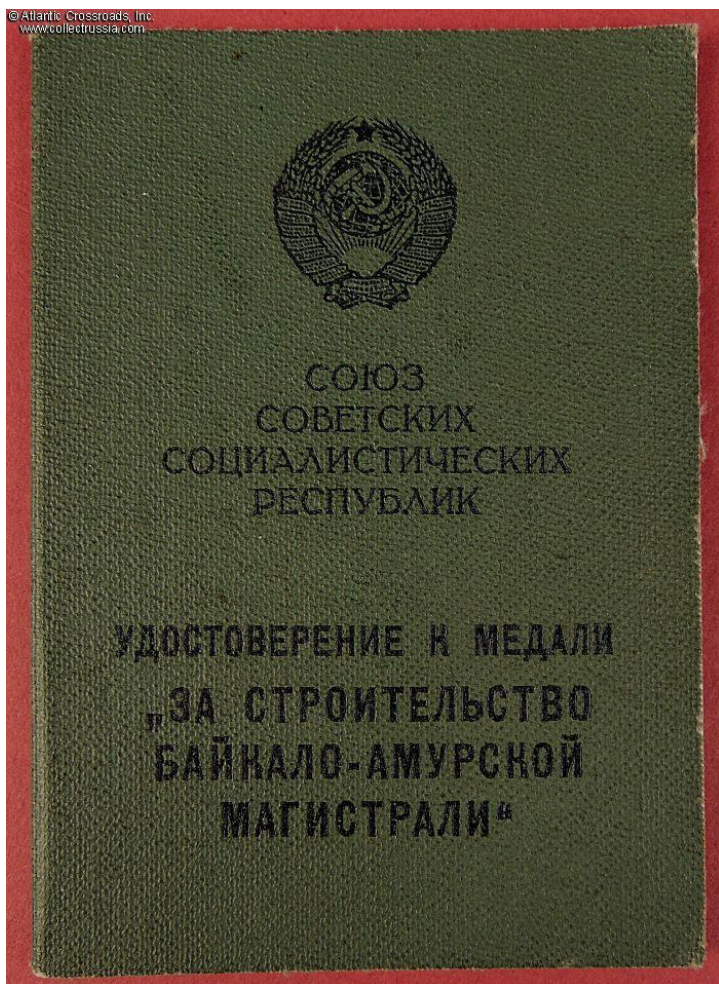 © Atlantic Crossroads, Inc.
www.collectrussia.com
СОЮЗ
СОВЕТСКИХ
СОЦИАЛИСТИЧЕСКИХ
РЕСПУБЛИК
УДОСТОВЕРЕНИЕ К МЕДАЛИ
„ЗА СТРОИТЕЛЬСТВО
БАЙКАЛО-АМУРСКОЙ
МАГИСТРАЛИ“